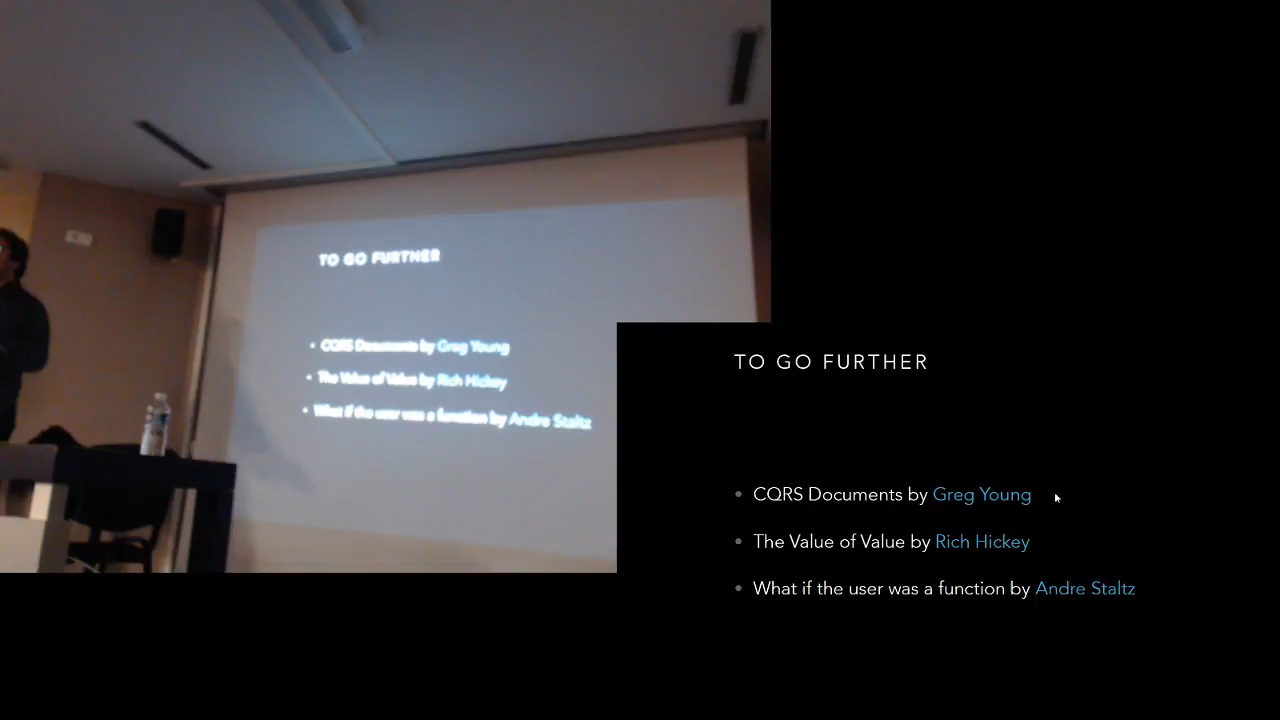 TO GO FURTHER
• CQRS Documents by Greg Young
• The Value of Value by Rich Hickey
• What if the user was a function by Andre Staltz
TO GO FURTHER
• CQRS Documents by Greg Young
• The Value of Value by Rich Hickey
• What if the user was a function by Andre Staltz